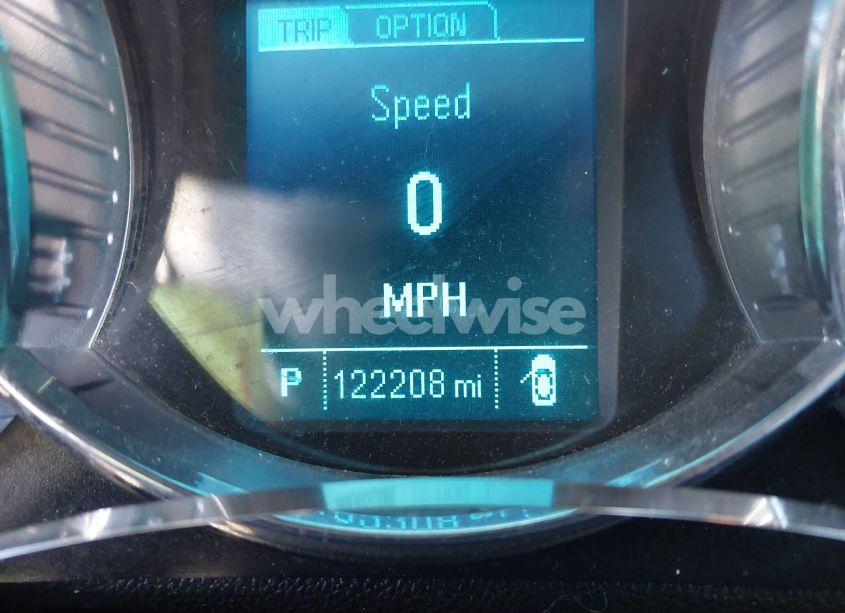 TRIP OPTION
Speed
0
MPH
wheelwise
P 122208 mi